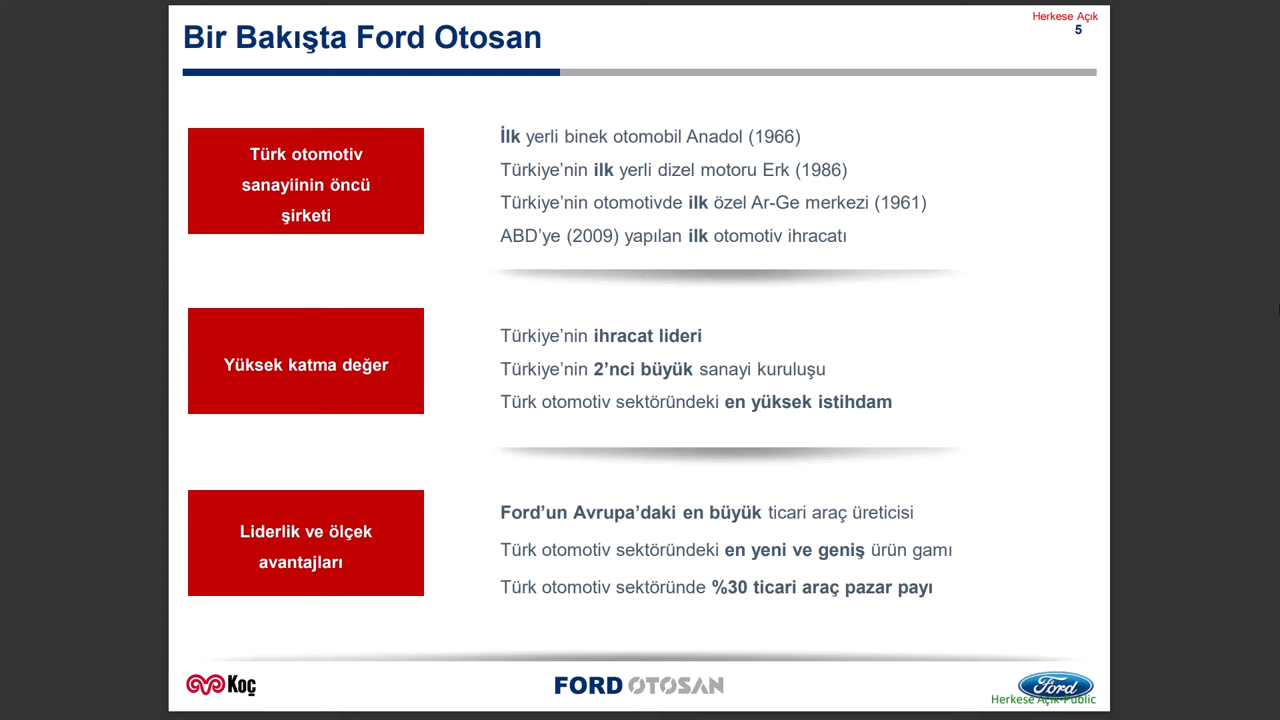 Herkese Açık
5
Bir Bakışta Ford Otosan
Türk otomotiv
sanayiinin öncü
şirketi
İlk yerli binek otomobil Anadol (1966)
Türkiye’nin ilk yerli dizel motoru Erk (1986)
Türkiye’nin otomotivde ilk özel Ar-Ge merkezi (1961)
ABD’ye (2009) yapılan ilk otomotiv ihracatı
Yüksek katma değer
Türkiye’nin ihracat lideri
Türkiye’nin 2’nci büyük sanayi kuruluşu
Türk otomotiv sektöründeki en yüksek istihdam
Liderlik ve ölçek
avantajları
Ford’un Avrupa’daki en büyük ticari araç üreticisi
Türk otomotiv sektöründeki en yeni ve geniş ürün gamı
Türk otomotiv sektöründe %30 ticari araç pazar payı
Koç
FORD OTOSAN
Ford
Herkese Açık-Public